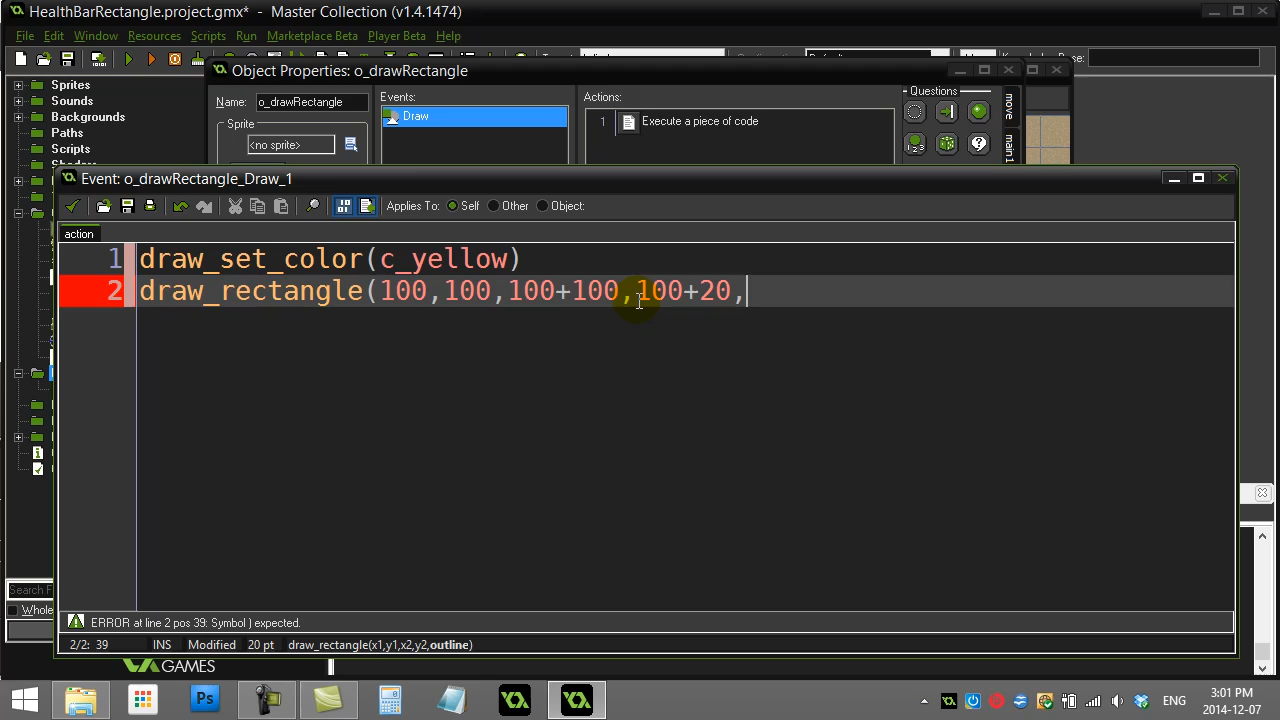 HealthBarRectangle.project.gmx* - Master Collection (v1.4.1474)
File Edit Window Resources Scripts Run Marketplace Beta Player Beta Help
Sprites
Sounds
Backgrounds
Paths
Scripts
Object Properties: o_drawRectangle
Name: o_drawRectangle
Sprite
<no sprite>
Events:
Draw
Actions:
1 Execute a piece of code
Questions
move
main1
Event: o_drawRectangle_Draw_1
Applies To: Self Other Object:
action
1 draw_set_color(c_yellow)
2 draw_rectangle(100,100,100+100,100+20,
ERROR at line 2 pos 39: Symbol ) expected.
2/2: 39 INS Modified 20 pt draw_rectangle(x1,y1,x2,y2,outline)
Search F
Whole
GAMES
Ps
ENG
3:01 PM
2014-12-07